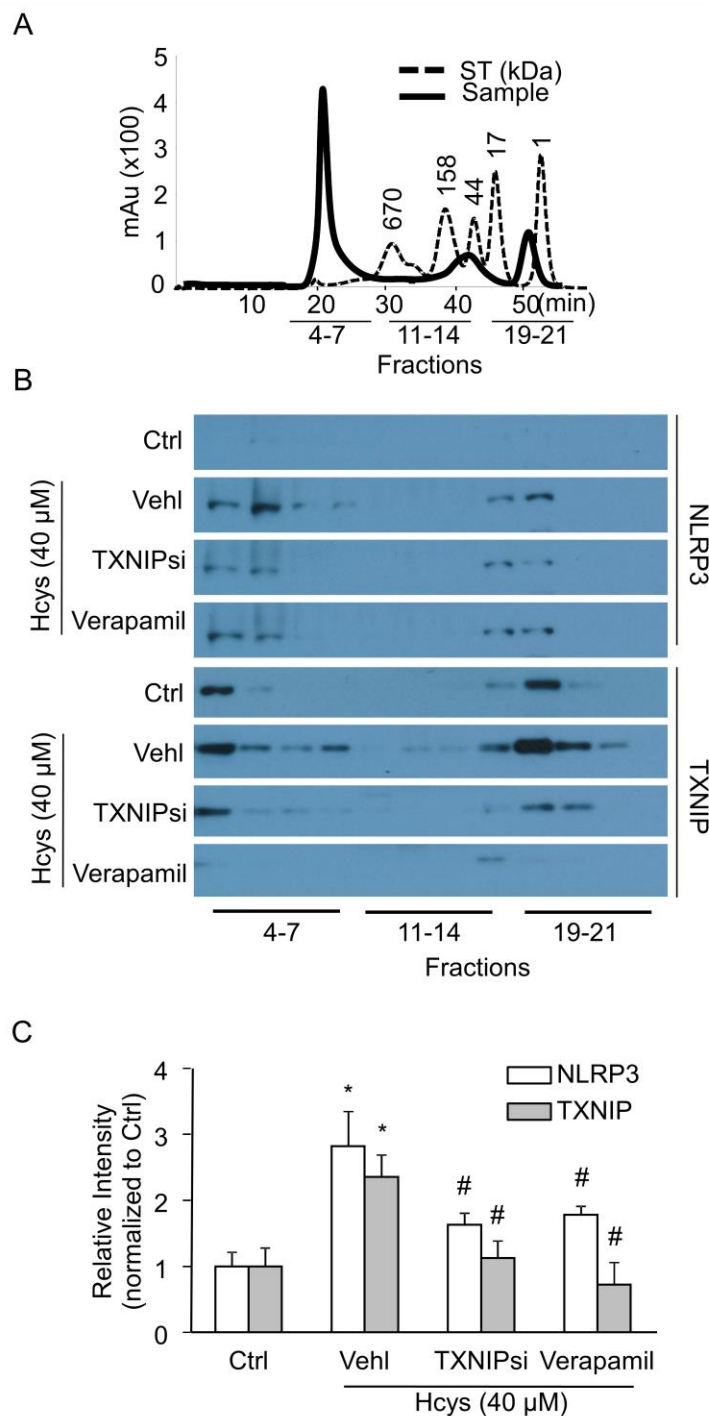 A
5
4
3
2
1
0
mAu (x100)
ST (kDa)
Sample
670
158
44
17
1
10 20 30 40 50 (min)
4-7 11-14 19-21
Fractions
B
Ctrl
Vehl
TXNIPsi
Verapamil
Hcys (40 µM)
NLRP3
Ctrl
Vehl
TXNIPsi
Verapamil
Hcys (40 µM)
TXNIP
4-7 11-14 19-21
Fractions
C
Relative Intensity
(normalized to Ctrl)
4
3
2
1
0
NLRP3
TXNIP
* *
# #
# #
Ctrl Vehl TXNIPsi Verapamil
Hcys (40 µM)